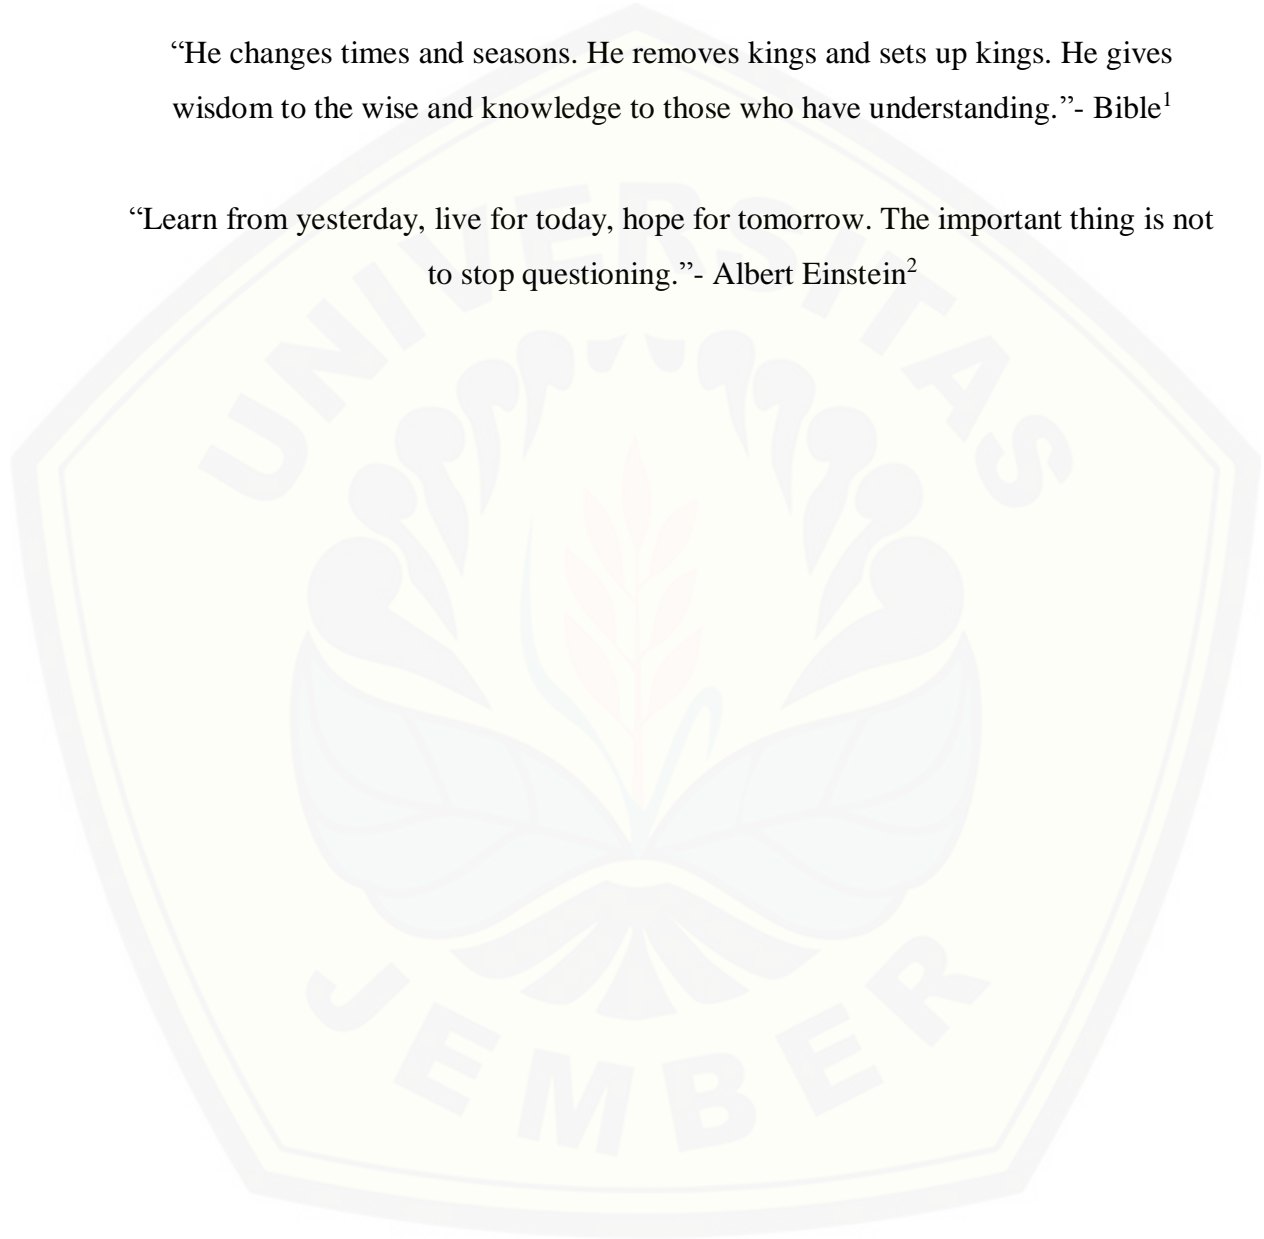 “He changes times and seasons. He removes kings and sets up kings. He gives
wisdom to the wise and knowledge to those who have understanding.”- Bible¹
“Learn from yesterday, live for today, hope for tomorrow. The important thing is not
to stop questioning.”- Albert Einstein²
UNIVERSITAS
JEMBER